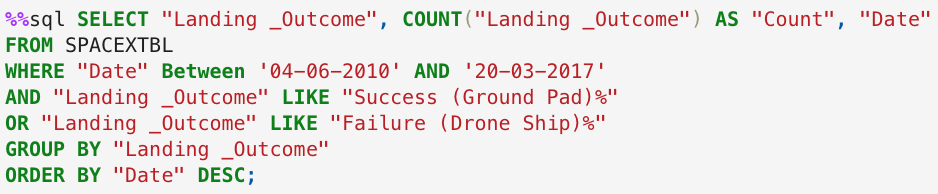 %%sql SELECT "Landing _Outcome", COUNT("Landing _Outcome") AS "Count", "Date"
FROM SPACEXTBL
WHERE "Date" Between '04-06-2010' AND '20-03-2017'
AND "Landing _Outcome" LIKE "Success (Ground Pad)%"
OR "Landing _Outcome" LIKE "Failure (Drone Ship)%"
GROUP BY "Landing _Outcome"
ORDER BY "Date" DESC;